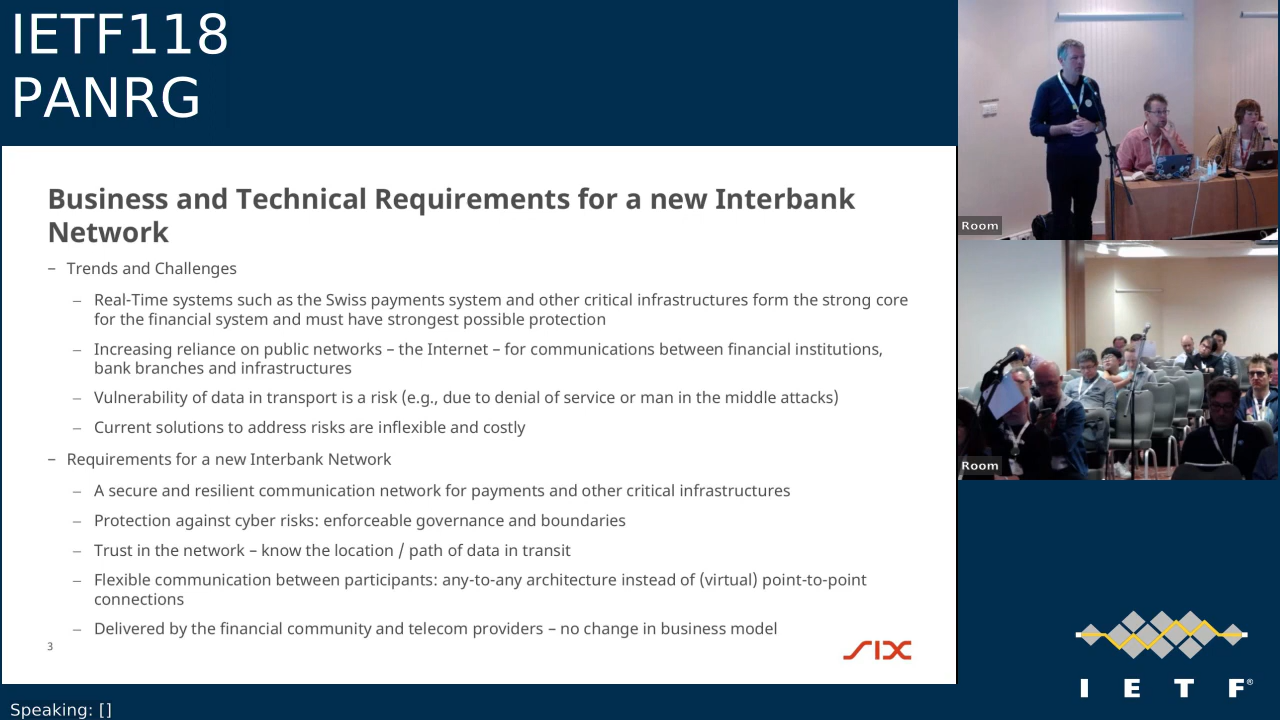 IETF118
PANRG
Business and Technical Requirements for a new Interbank
Network
– Trends and Challenges
– Real-Time systems such as the Swiss payments system and other critical infrastructures form the strong core
for the financial system and must have strongest possible protection
– Increasing reliance on public networks – the Internet – for communications between financial institutions,
bank branches and infrastructures
– Vulnerability of data in transport is a risk (e.g., due to denial of service or man in the middle attacks)
– Current solutions to address risks are inflexible and costly
– Requirements for a new Interbank Network
– A secure and resilient communication network for payments and other critical infrastructures
– Protection against cyber risks: enforceable governance and boundaries
– Trust in the network – know the location / path of data in transit
– Flexible communication between participants: any-to-any architecture instead of (virtual) point-to-point
connections
– Delivered by the financial community and telecom providers – no change in business model
3
SIX
Room
Room
I E T F®
Speaking: []